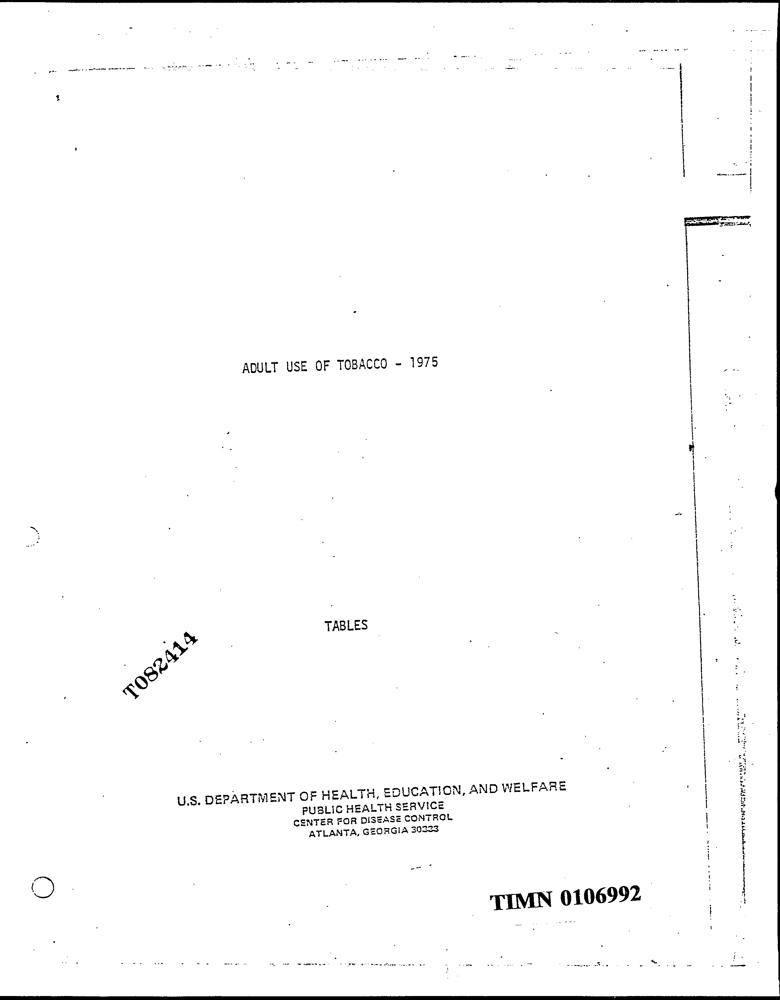 ADULT USE OF TOBACCO - 1975
TABLES
T082414
U.S. DEPARTMENT OF HEALTH, EDUCATION, AND WELFARE
PUBLIC HEALTH SERVICE
CENTER FOR DISEASE CONTROL
ATLANTA, GEORGIA 30333
TIMN 0106992